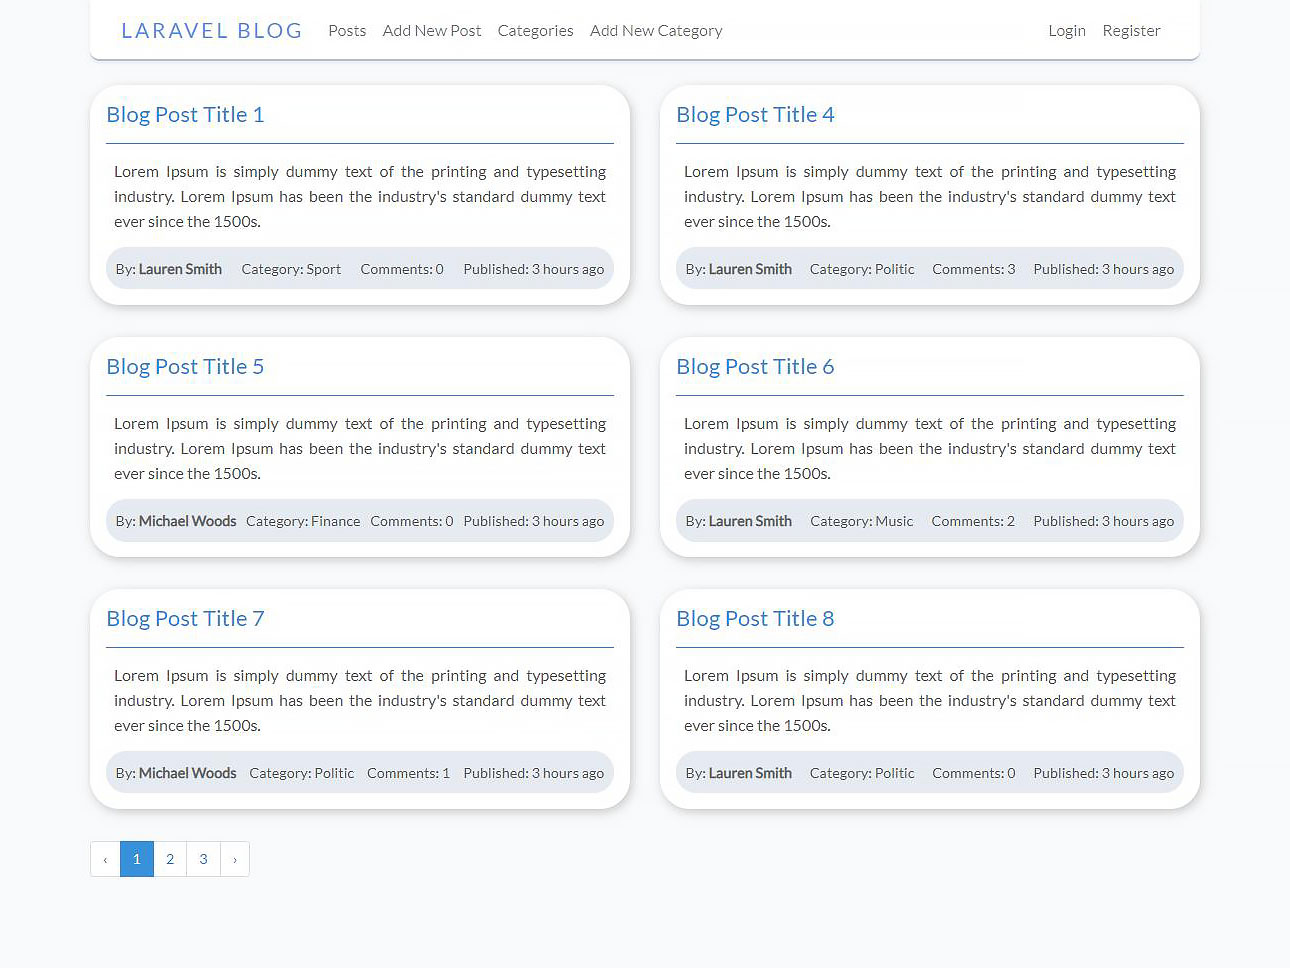 LARAVEL BLOG Posts Add New Post Categories Add New Category Login Register
Blog Post Title 1
Lorem Ipsum is simply dummy text of the printing and typesetting
industry. Lorem Ipsum has been the industry's standard dummy text
ever since the 1500s.
By: Lauren Smith Category: Sport Comments: 0 Published: 3 hours ago
Blog Post Title 4
Lorem Ipsum is simply dummy text of the printing and typesetting
industry. Lorem Ipsum has been the industry's standard dummy text
ever since the 1500s.
By: Lauren Smith Category: Politic Comments: 3 Published: 3 hours ago
Blog Post Title 5
Lorem Ipsum is simply dummy text of the printing and typesetting
industry. Lorem Ipsum has been the industry's standard dummy text
ever since the 1500s.
By: Michael Woods Category: Finance Comments: 0 Published: 3 hours ago
Blog Post Title 6
Lorem Ipsum is simply dummy text of the printing and typesetting
industry. Lorem Ipsum has been the industry's standard dummy text
ever since the 1500s.
By: Lauren Smith Category: Music Comments: 2 Published: 3 hours ago
Blog Post Title 7
Lorem Ipsum is simply dummy text of the printing and typesetting
industry. Lorem Ipsum has been the industry's standard dummy text
ever since the 1500s.
By: Michael Woods Category: Politic Comments: 1 Published: 3 hours ago
Blog Post Title 8
Lorem Ipsum is simply dummy text of the printing and typesetting
industry. Lorem Ipsum has been the industry's standard dummy text
ever since the 1500s.
By: Lauren Smith Category: Politic Comments: 0 Published: 3 hours ago
‹ 1 2 3 ›